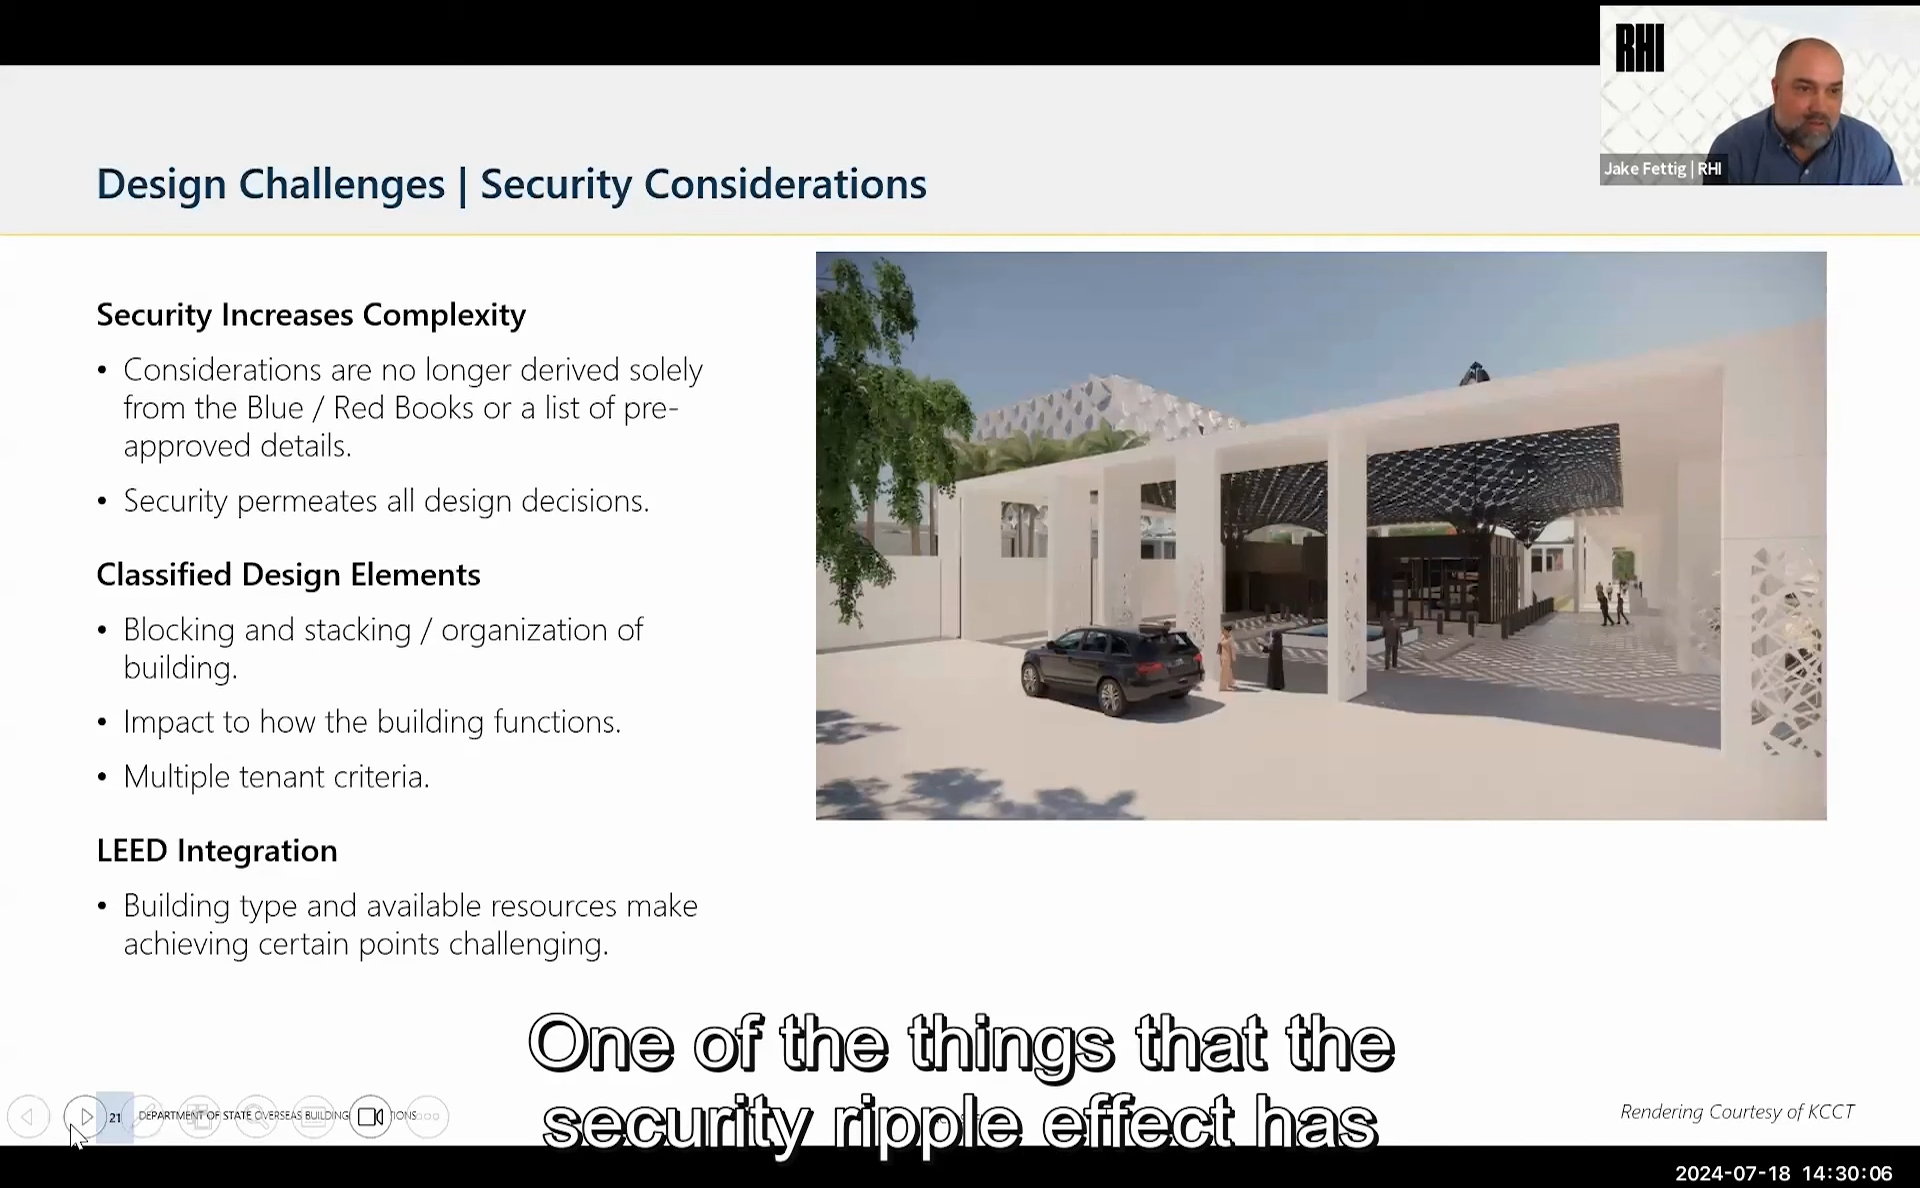 RHI
Jake Fettig | RHI
Design Challenges | Security Considerations
Security Increases Complexity
• Considerations are no longer derived solely
from the Blue / Red Books or a list of pre-
approved details.
• Security permeates all design decisions.
Classified Design Elements
• Blocking and stacking / organization of
building.
• Impact to how the building functions.
• Multiple tenant criteria.
LEED Integration
• Building type and available resources make
achieving certain points challenging.
One of the things that the
security ripple effect has
21 DEPARTMENT OF STATE OVERSEAS BUILDING
Rendering Courtesy of KCCT
2024-07-18 14:30:06